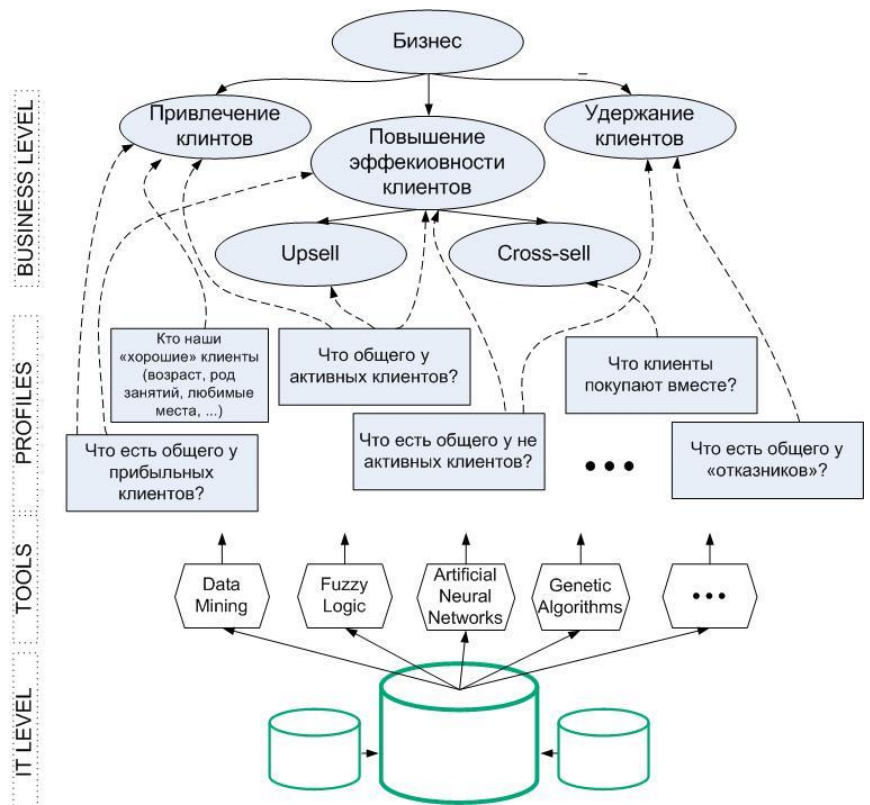 Бизнес
BUSINESS LEVEL
Привлечение
клинтов
Повышение
эффекиовности
клиентов
Удержание
клиентов
Upsell
Cross-sell
PROFILES
Кто наши
«хорошие» клиенты
(возраст, род
занятий, любимые
места, ...)
Что общего у
активных клиентов?
Что клиенты
покупают вместе?
Что есть общего у
прибыльных
клиентов?
Что есть общего у не
активных клиентов?
•••
Что есть общего у
«отказников»?
TOOLS
Data
Mining
Fuzzy
Logic
Artificial
Neural
Networks
Genetic
Algorithms
•••
IT LEVEL